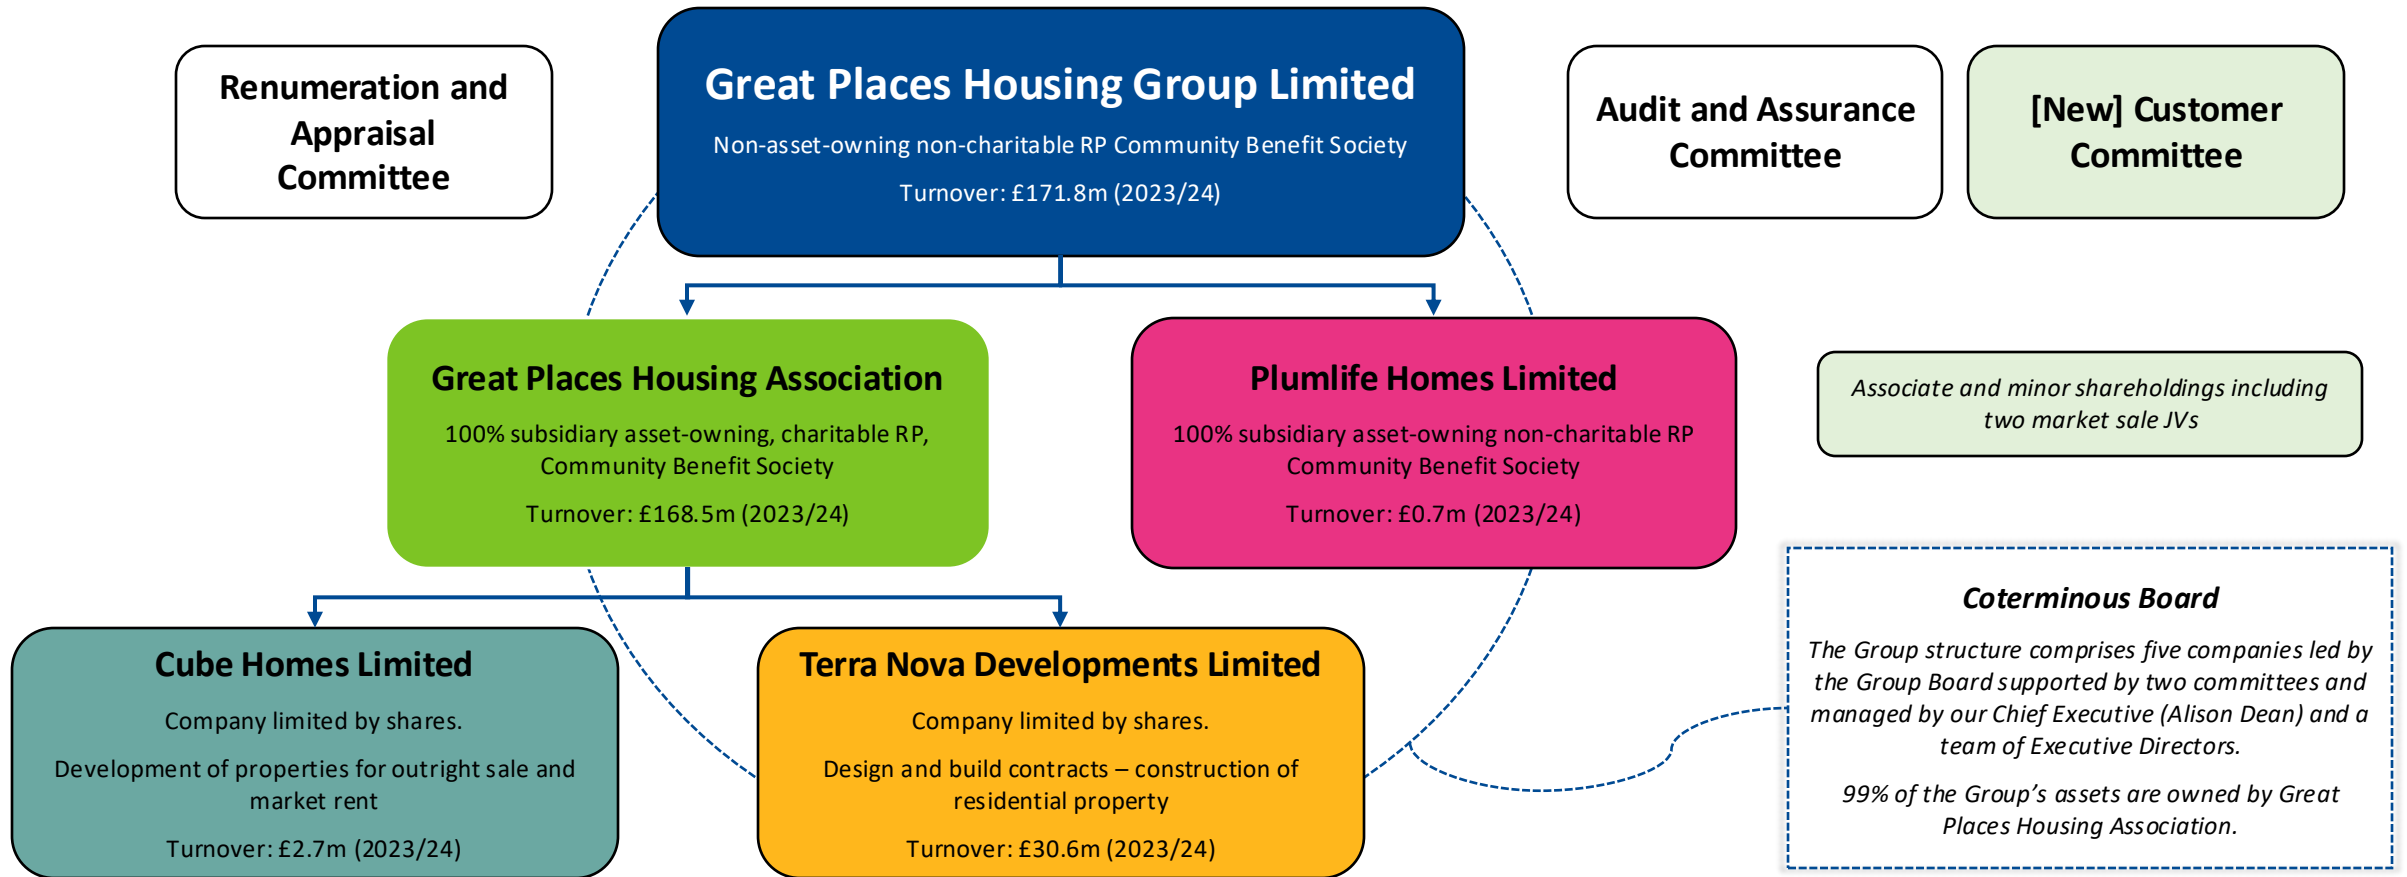 Renumeration and
Appraisal
Committee
Great Places Housing Group Limited
Non-asset-owning non-charitable RP Community Benefit Society
Turnover: £171.8m (2023/24)
Audit and Assurance
Committee
[New] Customer
Committee
Great Places Housing Association
100% subsidiary asset-owning, charitable RP,
Community Benefit Society
Turnover: £168.5m (2023/24)
Plumlife Homes Limited
100% subsidiary asset-owning non-charitable RP
Community Benefit Society
Turnover: £0.7m (2023/24)
Associate and minor shareholdings including
two market sale JVs
Cube Homes Limited
Company limited by shares.
Development of properties for outright sale and
market rent
Turnover: £2.7m (2023/24)
Terra Nova Developments Limited
Company limited by shares.
Design and build contracts – construction of
residential property
Turnover: £30.6m (2023/24)
Coterminous Board
The Group structure comprises five companies led by
the Group Board supported by two committees and
managed by our Chief Executive (Alison Dean) and a
team of Executive Directors.
99% of the Group’s assets are owned by Great
Places Housing Association.